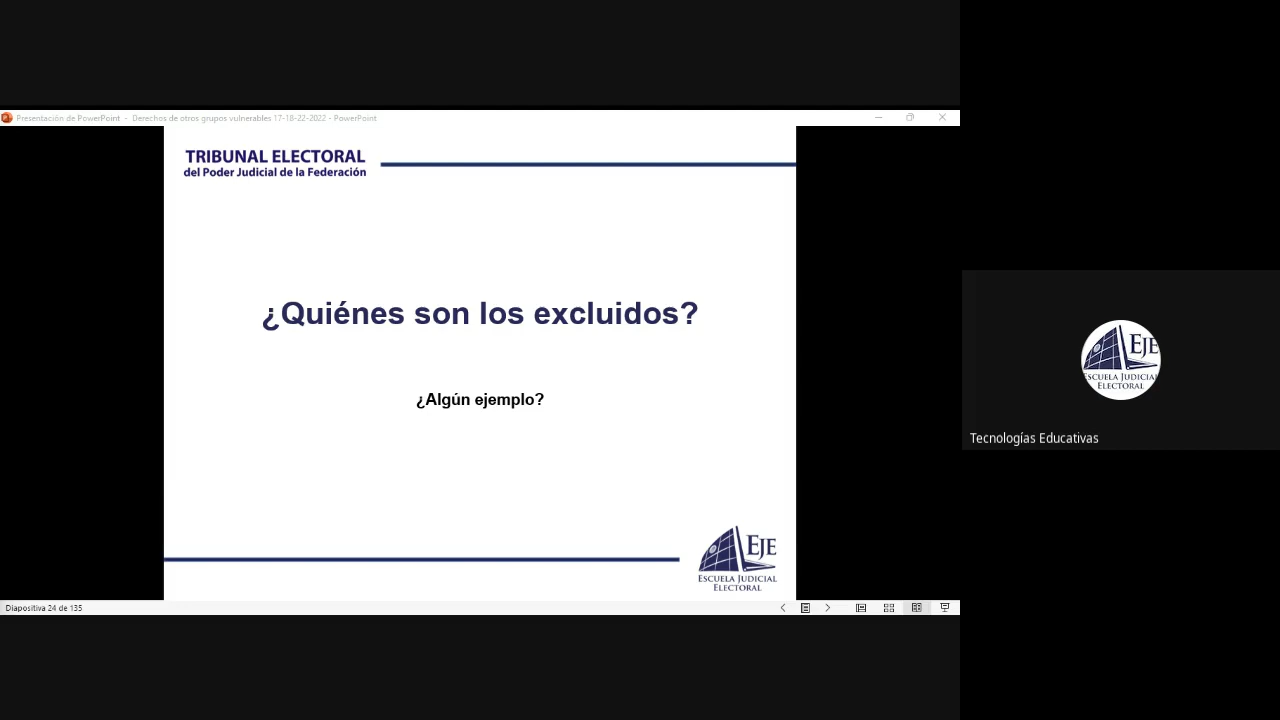 Presentación de PowerPoint - Derechos de otros grupos vulnerables 17-18-22-2022 - PowerPoint
TRIBUNAL ELECTORAL
del Poder Judicial de la Federación
¿Quiénes son los excluidos?
¿Algún ejemplo?
EJE
ESCUELA JUDICIAL
ELECTORAL
Diapositiva 24 de 135
EJE
ESCUELA JUDICIAL
ELECTORAL
Tecnologías Educativas